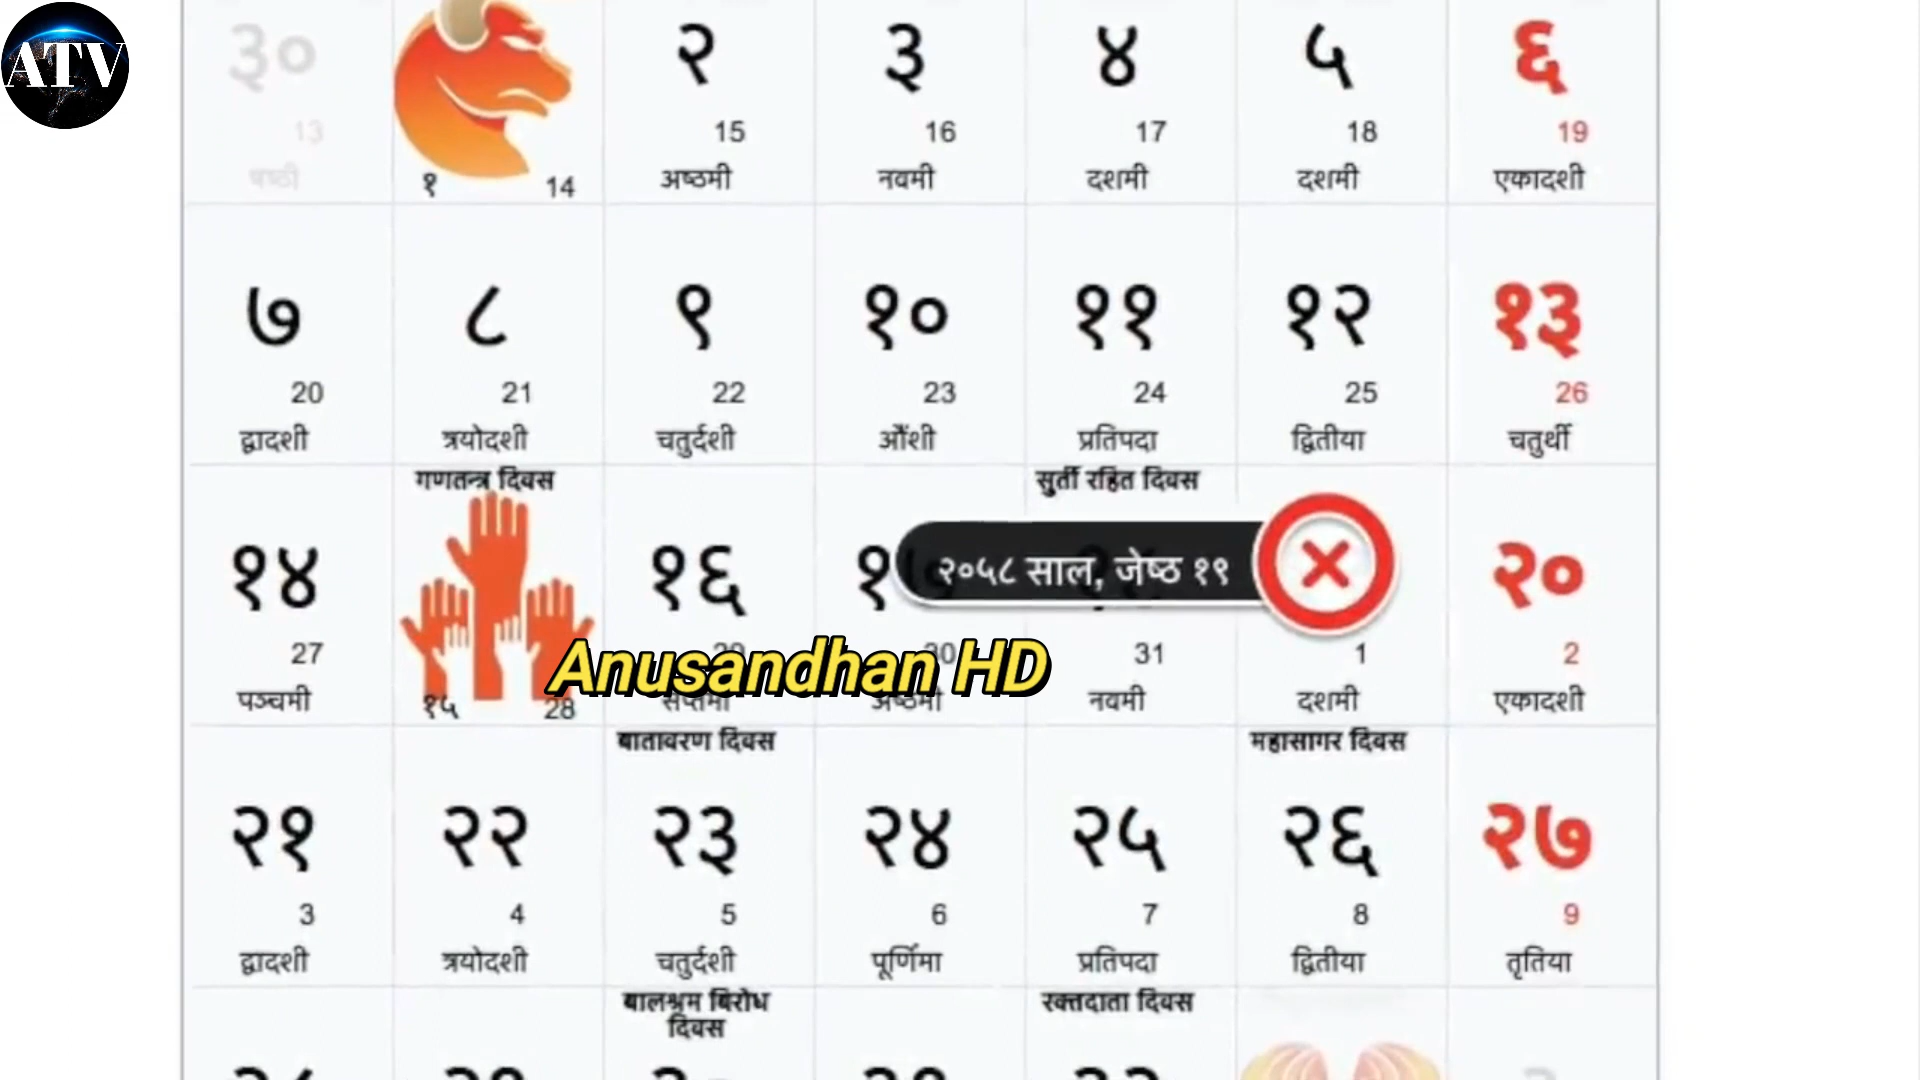 ATV
३० २ ३ ४ ५ ६
13 15 16 17 18 19
षष्ठी १ 14 अष्ठमी नवमी दशमी दशमी एकादशी
७ ८ ९ १० ११ १२ १३
20 21 22 23 24 25 26
द्वादशी त्रयोदशी चतुर्दशी औंशी प्रतिपदा द्वितीया चतुर्थी
गणतन्त्र दिवस सुर्ती रहित दिवस
१४ १६ २०५८ साल, जेष्ठ १९ २०
27 31 1 2
Anusandhan HD
पञ्चमी १५ 28 सप्तमी अष्ठमी नवमी दशमी एकादशी
बातावरण दिवस महासागर दिवस
२१ २२ २३ २४ २५ २६ २७
3 4 5 6 7 8 9
द्वादशी त्रयोदशी चतुर्दशी पूर्णिमा प्रतिपदा द्वितीया तृतिया
बालश्रम बिरोध रक्तदाता दिवस
दिवस